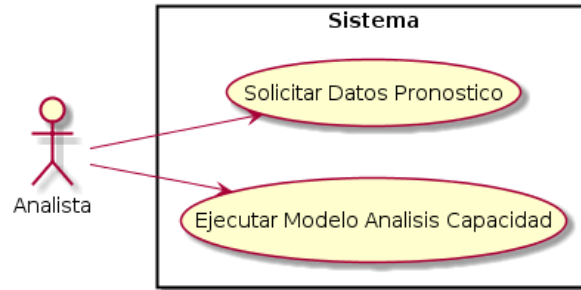 Sistema
Solicitar Datos Pronostico
Analista
Ejecutar Modelo Analisis Capacidad